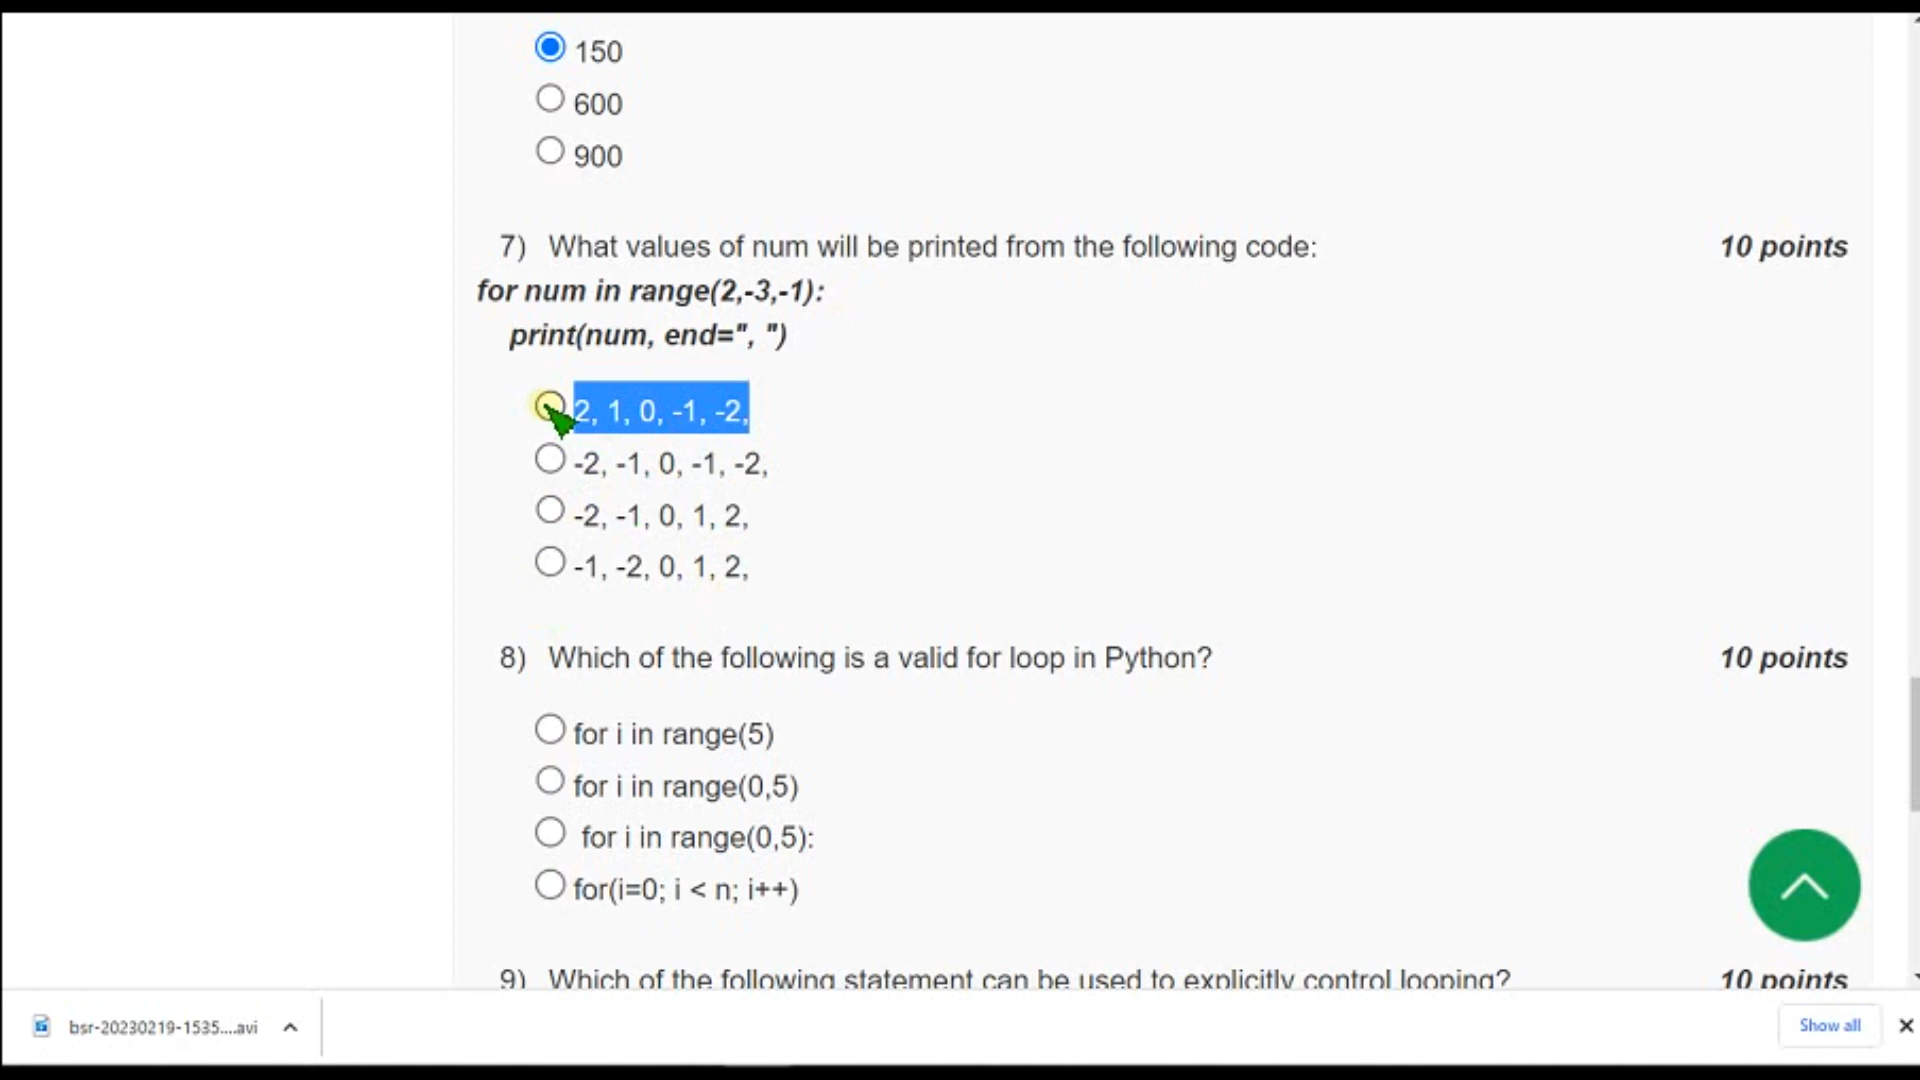 150
600
900
7) What values of num will be printed from the following code: 10 points
for num in range(2,-3,-1):
print(num, end=", ")
2, 1, 0, -1, -2,
-2, -1, 0, -1, -2,
-2, -1, 0, 1, 2,
-1, -2, 0, 1, 2,
8) Which of the following is a valid for loop in Python? 10 points
for i in range(5)
for i in range(0,5)
for i in range(0,5):
for(i=0; i < n; i++)
9) Which of the following statement can be used to explicitly control looping? 10 points
bsr-20230219-1535....avi
Show all